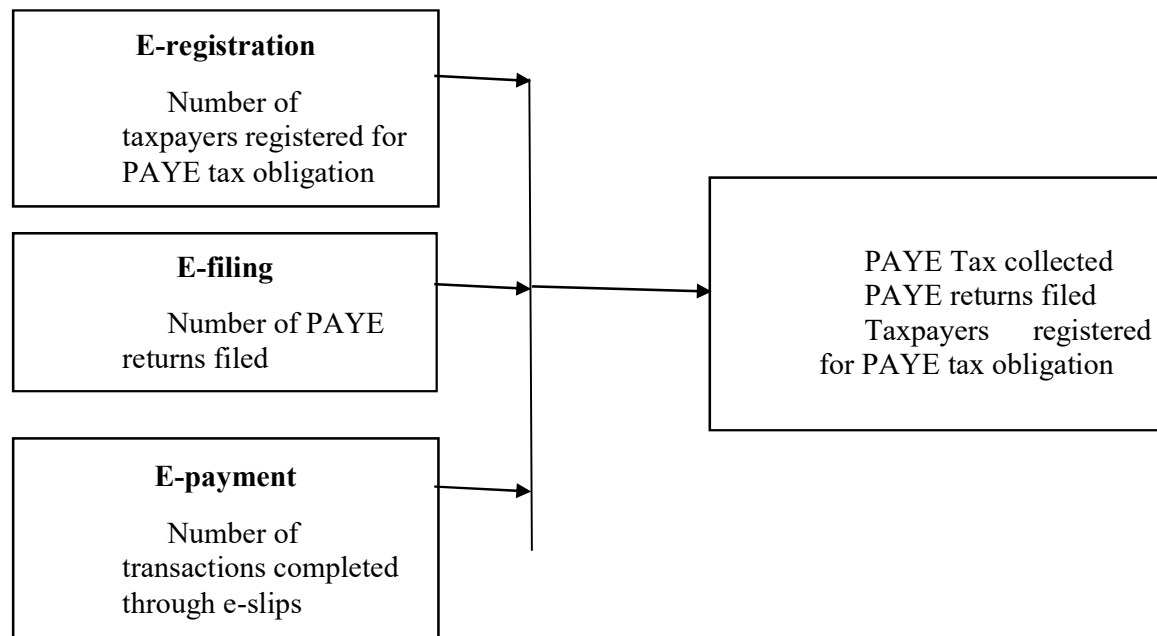 E-registration
Number of
taxpayers registered for
PAYE tax obligation
E-filing
Number of PAYE
returns filed
E-payment
Number of
transactions completed
through e-slips
PAYE Tax collected
PAYE returns filed
Taxpayers registered
for PAYE tax obligation